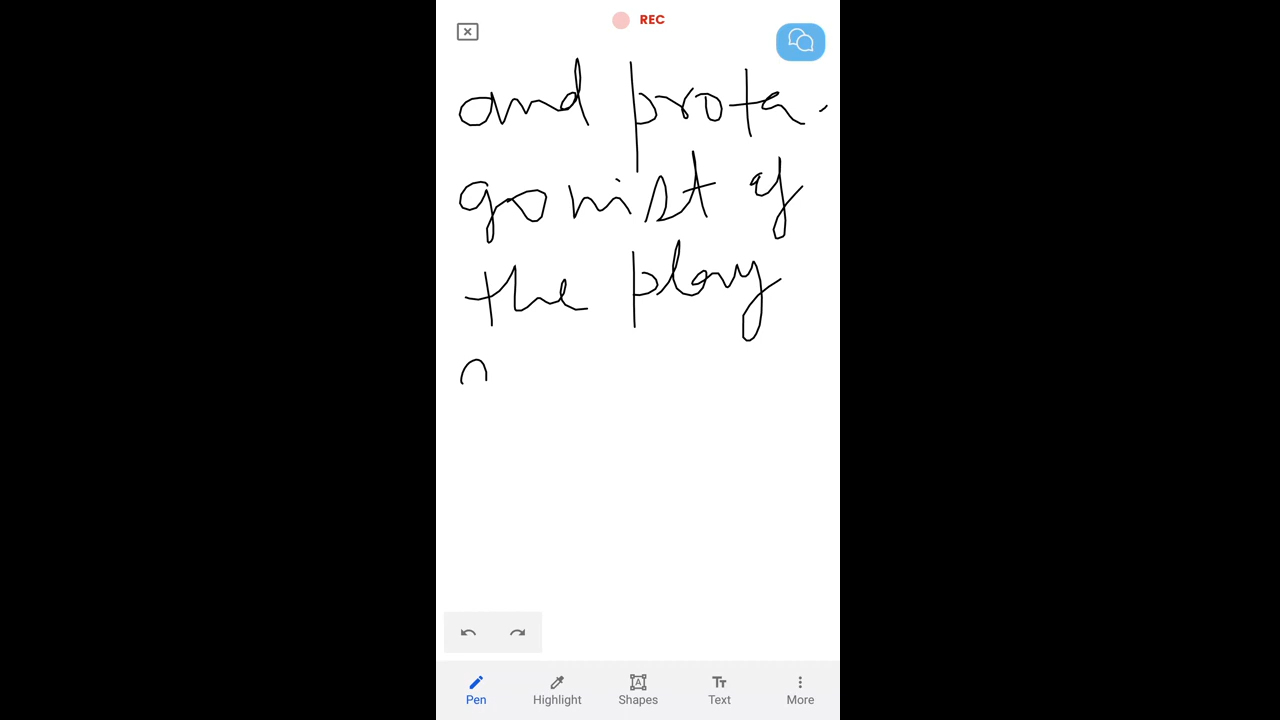 REC
and prota-
gonist of
the play
Pen Highlight Shapes Text More